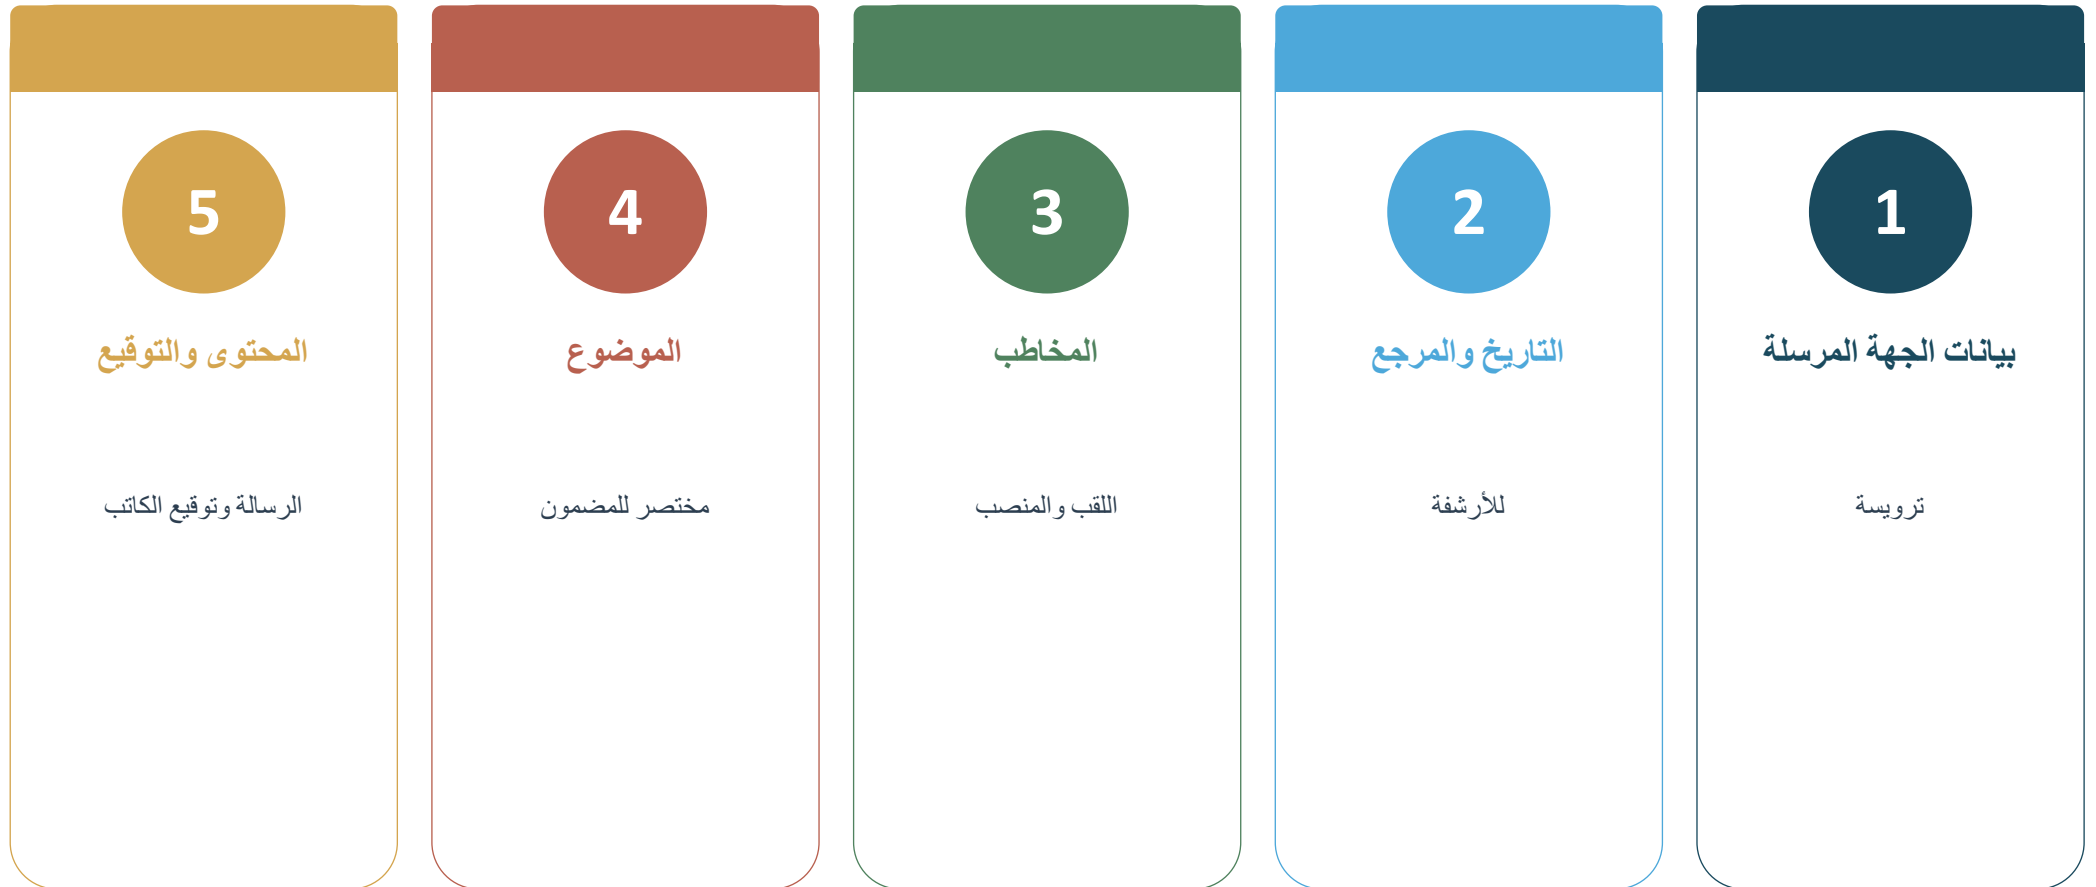 1
بيانات الجهة المرسلة
ترويسة
2
التاريخ والمرجع
للأرشفة
3
المخاطب
اللقب والمنصب
4
الموضوع
مختصر للمضمون
5
المحتوى والتوقيع
الرسالة وتوقيع الكاتب